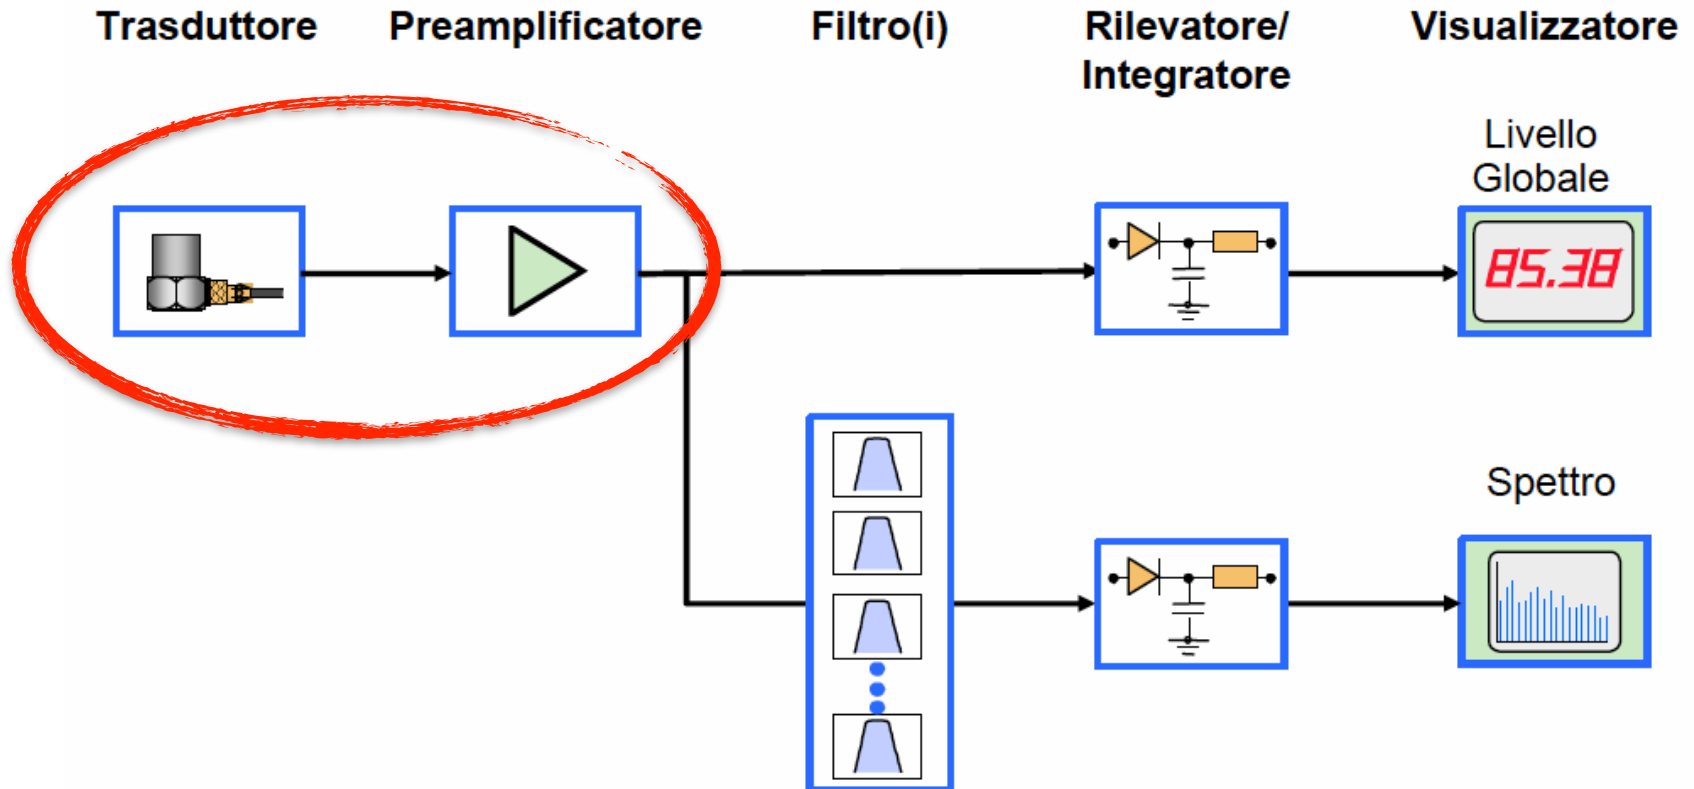 Trasduttore
Preamplificatore
Filtro(i)
Rilevatore/
Integratore
Visualizzatore
Livello
Globale
85.38
Spettro